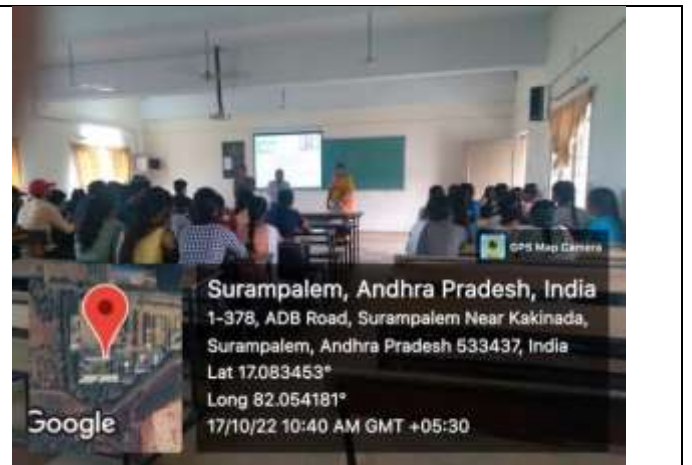 GPS Map Camera
Surampalem, Andhra Pradesh, India
1-378, ADB Road, Surampalem Near Kakinada,
Surampalem, Andhra Pradesh 533437, India
Lat 17.083453°
Long 82.054181°
17/10/22 10:40 AM GMT +05:30
Google